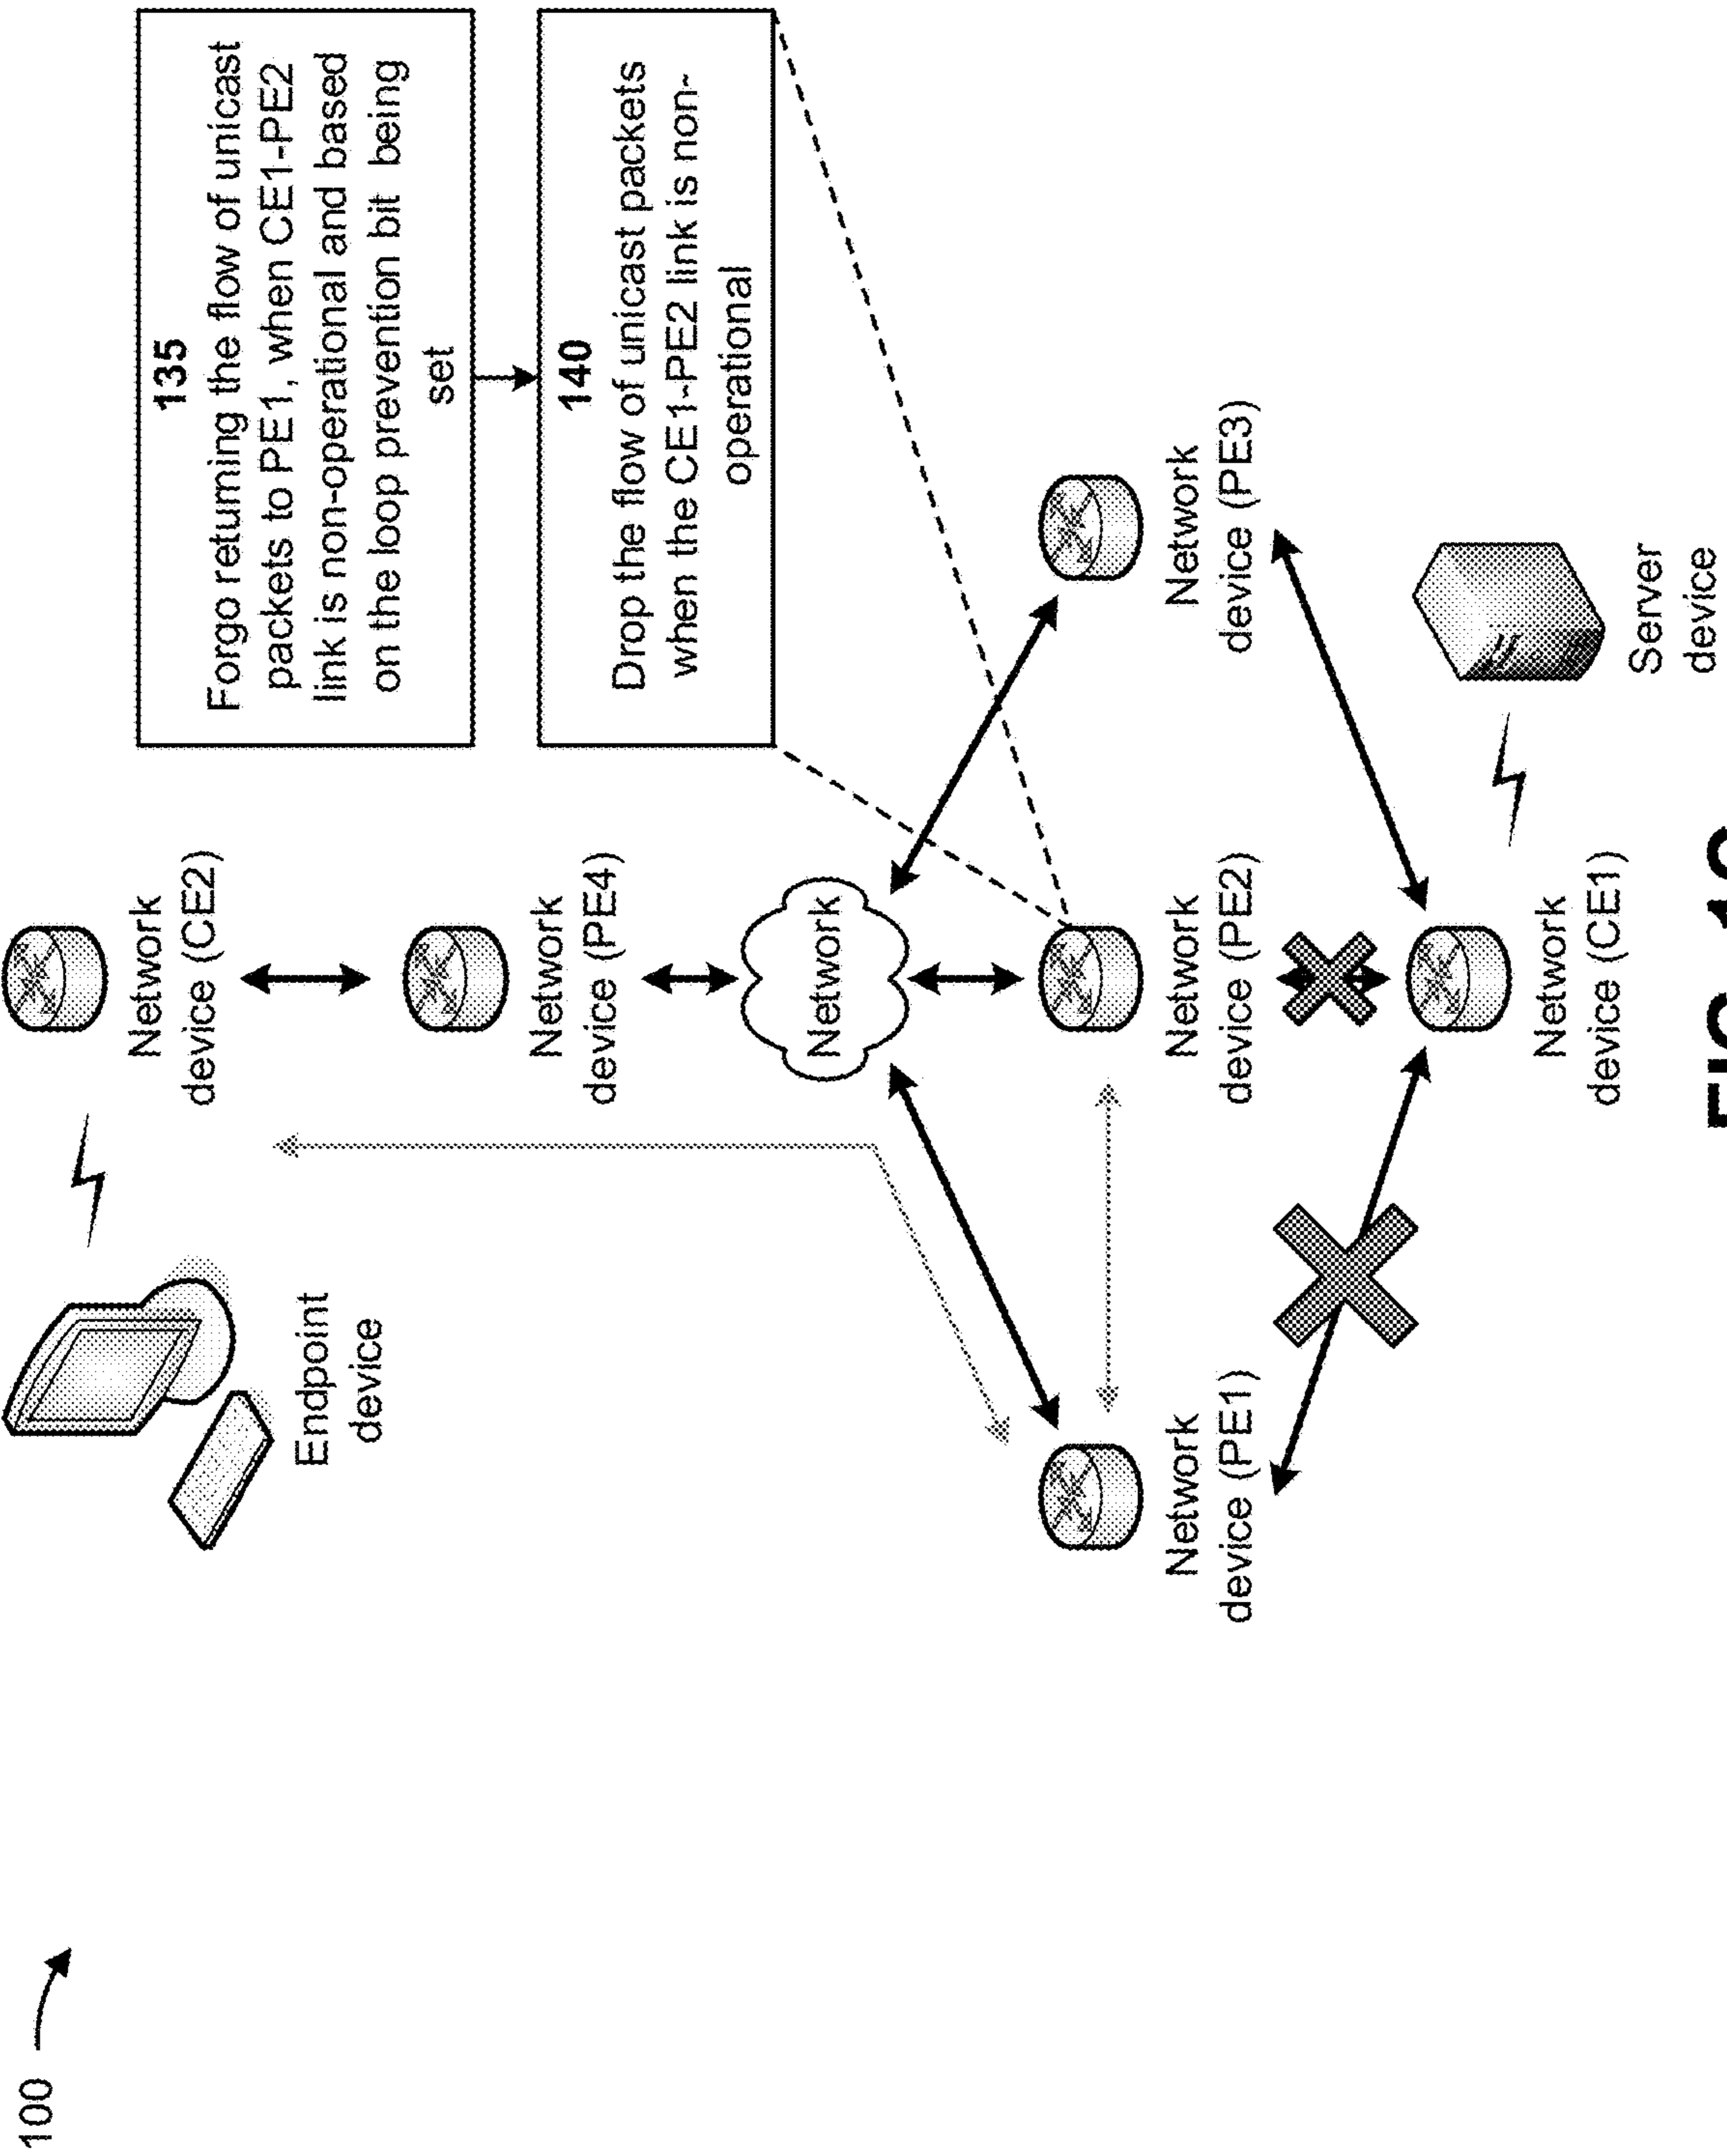 100
135
Forgo returning the flow of unicast
packets to PE1, when CE1-PE2
link is non-operational and based
on the loop prevention bit being
set
140
Drop the flow of unicast packets
when the CE1-PE2 link is non-
operational
Network
device (CE2)
Endpoint
device
Network
device (PE4)
Network
Network
device (PE1)
Network
device (PE2)
Network
device (PE3)
Network
device (CE1)
Server
device